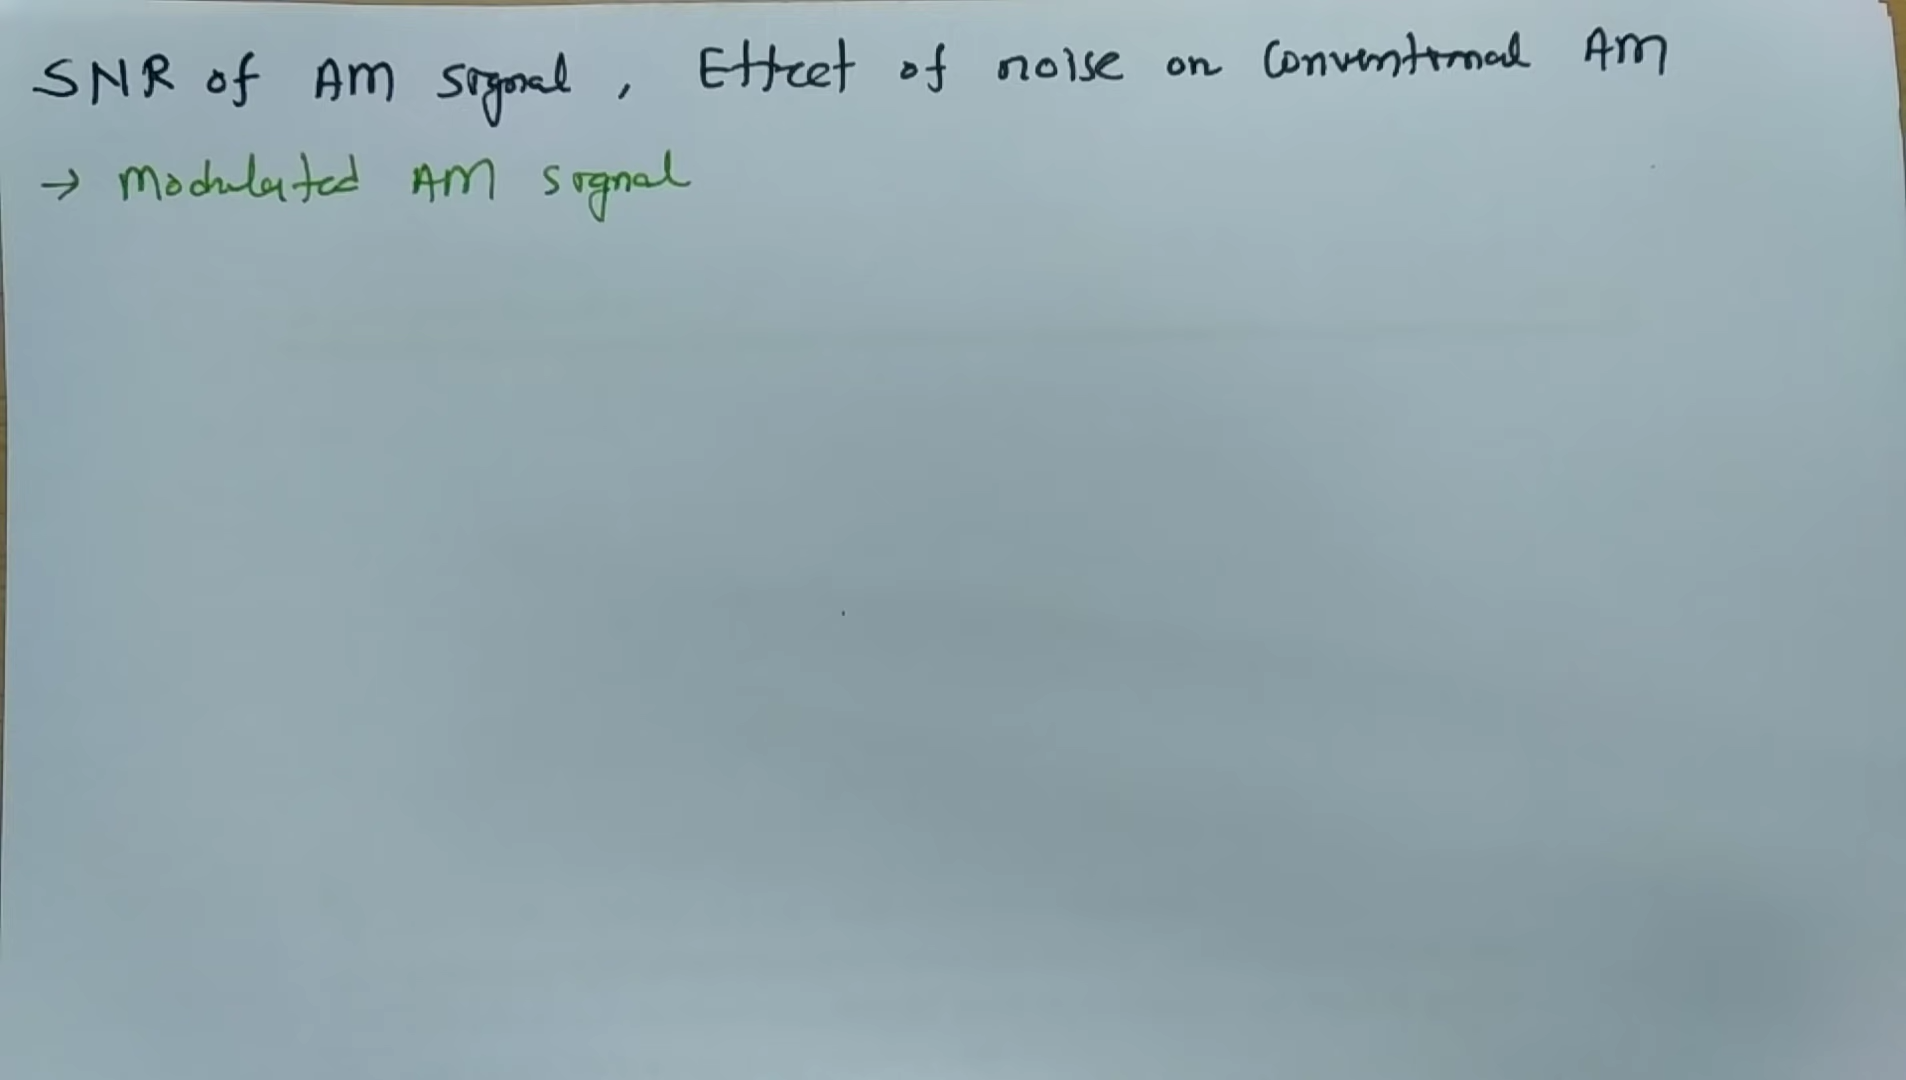 SNR of AM signal, Effect of noise on Conventional AM
→ Modulated AM signal